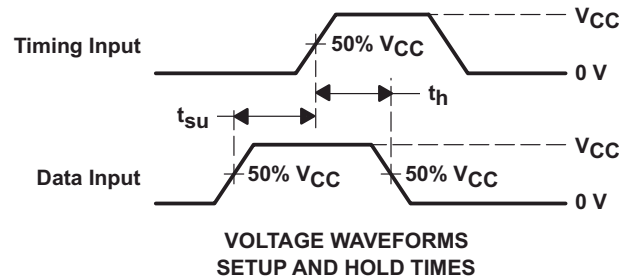 Timing Input
50% VCC
VCC
0 V
tsu
th
Data Input
50% VCC
50% VCC
VCC
0 V
VOLTAGE WAVEFORMS
SETUP AND HOLD TIMES